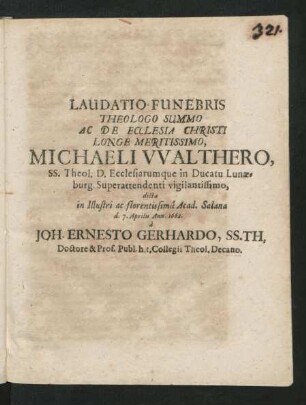 321.
LAUDATIO FUNEBRIS
THEOLOGO SUMMO
AC DE ECCLESIA CHRISTI
LONGE MERITISSIMO,
MICHAELI VVALTHERO,
SS. Theol. D. Ecclesiarumque in Ducatu Lunæ-
burg. Superattendenti vigilantissimo,
dicta
in Illustri ac florentissimâ Acad. Salana
d. 7. Aprilis Ann. 1662.
à
JOH. ERNESTO GERHARDO, SS. TH,
Doctore & Prof. Publ. h. t, Collegii Theol, Decano.